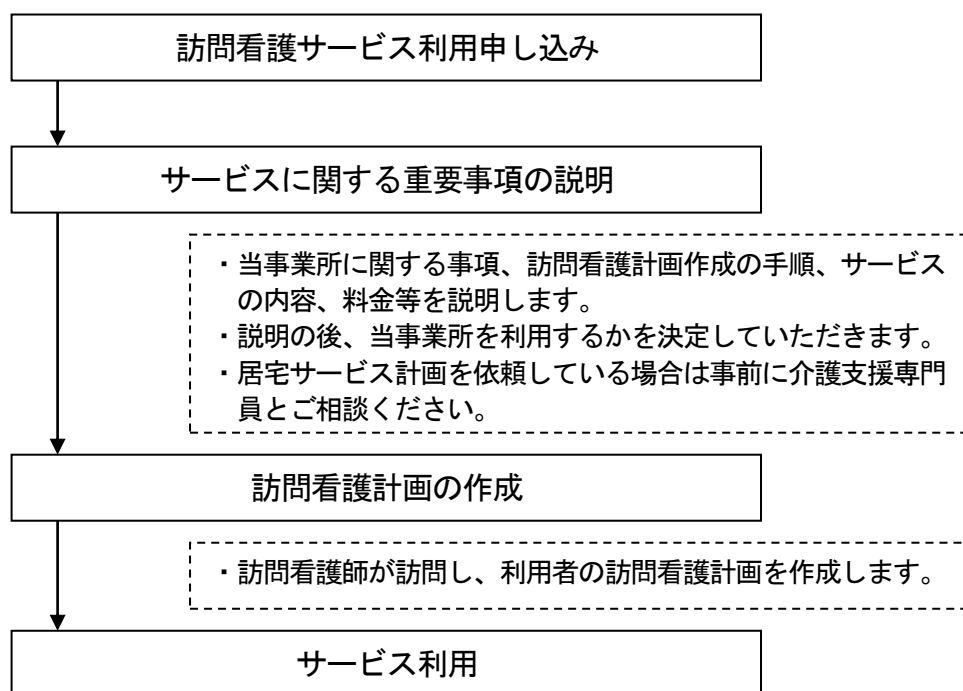 訪問看護サービス利用申し込み
サービスに関する重要事項の説明
・当事業所に関する事項、訪問看護計画作成の手順、サービス
の内容、料金等を説明します。
・説明の後、当事業所を利用するかを決定していただきます。
・居宅サービス計画を依頼している場合は事前に介護支援専門
員とご相談ください。
訪問看護計画の作成
・訪問看護師が訪問し、利用者の訪問看護計画を作成します。
サービス利用